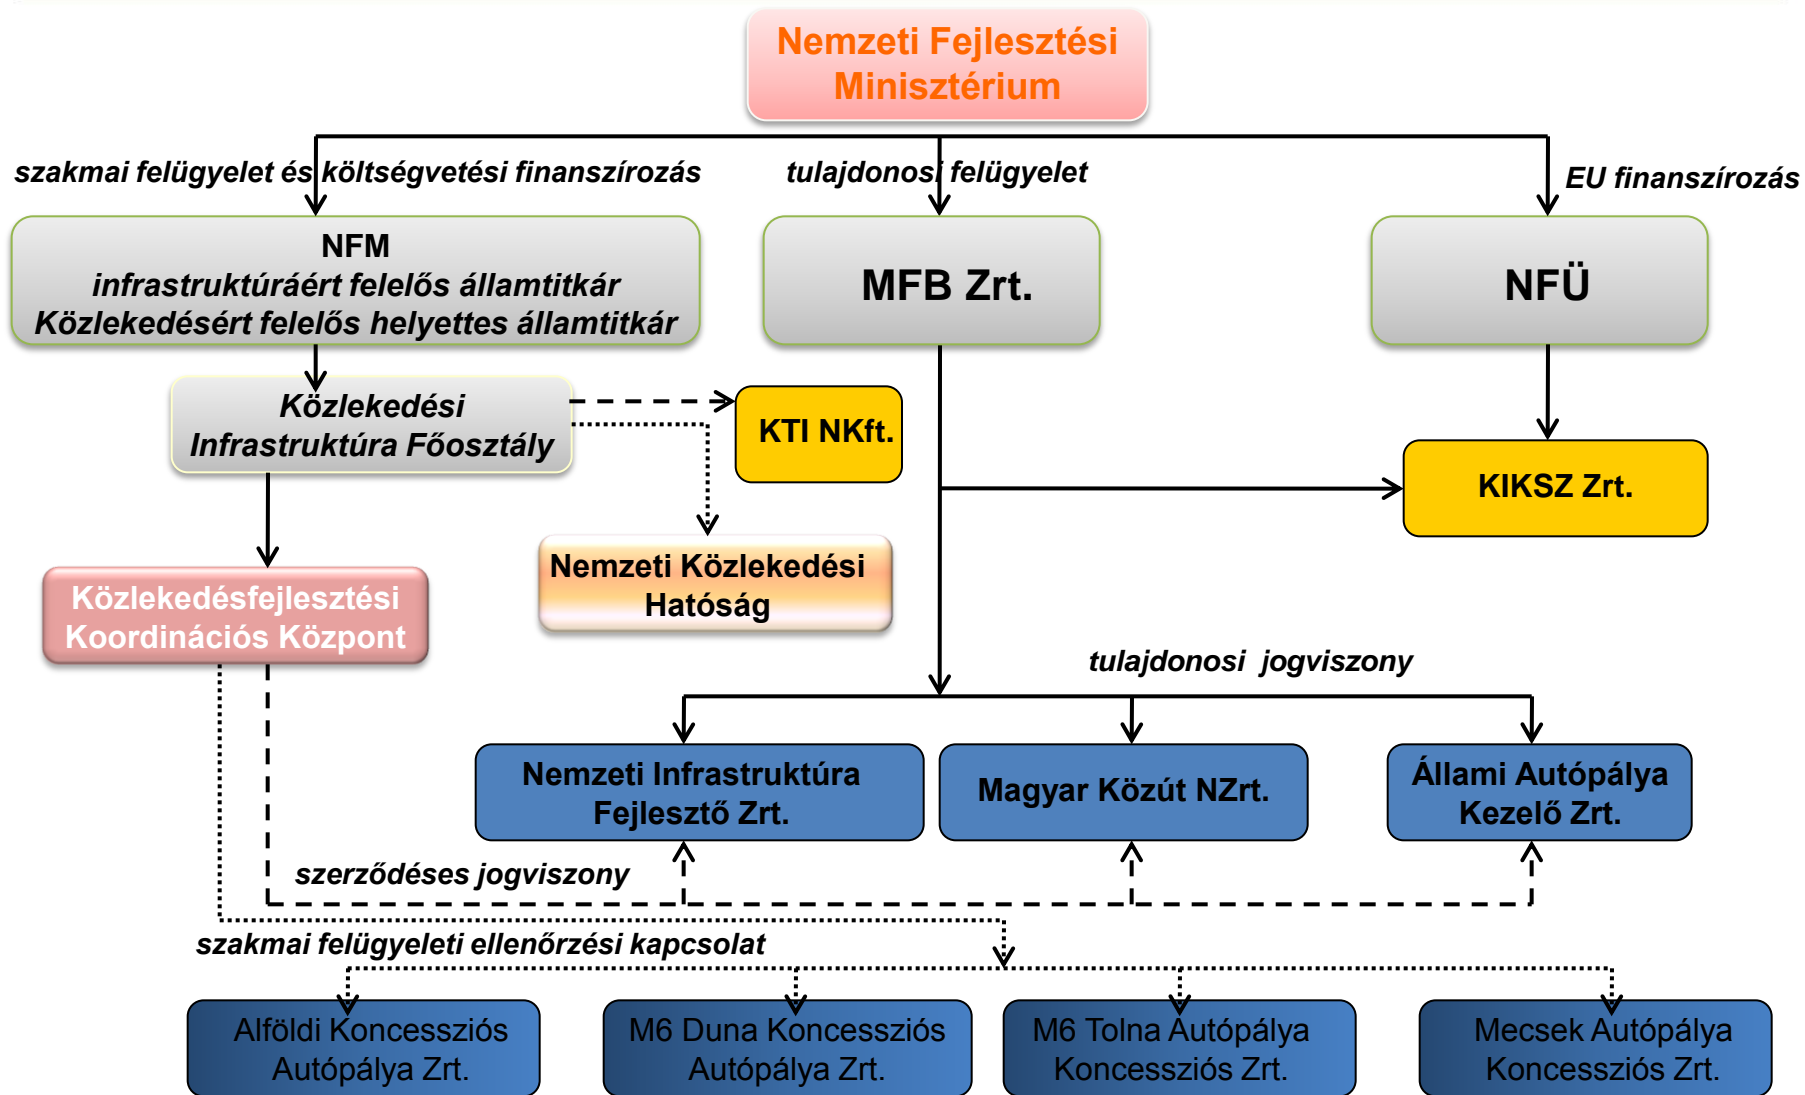 Nemzeti Fejlesztési
Minisztérium
szakmai felügyelet és költségvetési finanszírozás
tulajdonosi felügyelet
EU finanszírozás
NFM
infrastruktúráért felelős államtitkár
Közlekedésért felelős helyettes államtitkár
MFB Zrt.
NFÜ
Közlekedési
Infrastruktúra Főosztály
KTI NKft.
KIKSZ Zrt.
Nemzeti Közlekedési
Hatóság
Közlekedésfejlesztési
Koordinációs Központ
tulajdonosi jogviszony
Nemzeti Infrastruktúra
Fejlesztő Zrt.
Magyar Közút NZrt.
Állami Autópálya
Kezelő Zrt.
szerződéses jogviszony
szakmai felügyeleti ellenőrzési kapcsolat
Alföldi Koncessziós
Autópálya Zrt.
M6 Duna Koncessziós
Autópálya Zrt.
M6 Tolna Autópálya
Koncessziós Zrt.
Mecsek Autópálya
Koncessziós Zrt.